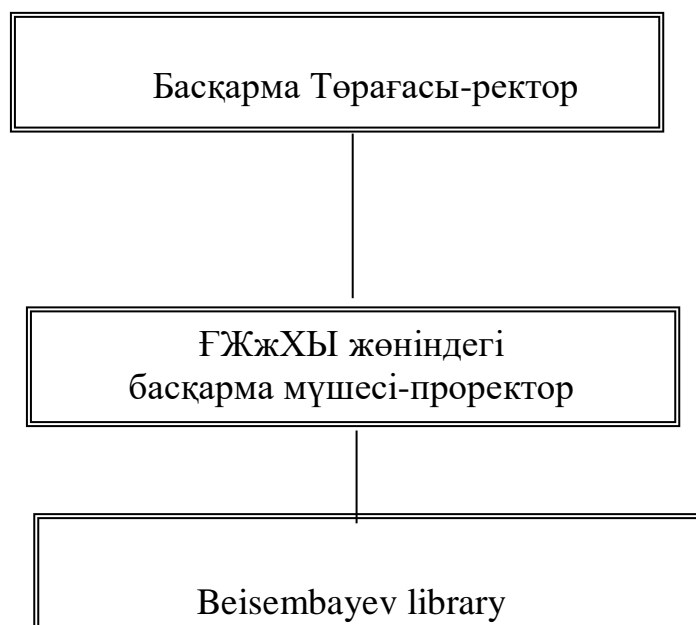 Басқарма Төрағасы-ректор
ҒЖжХЫ жөніндегі
басқарма мүшесі-проректор
Beisembayev library